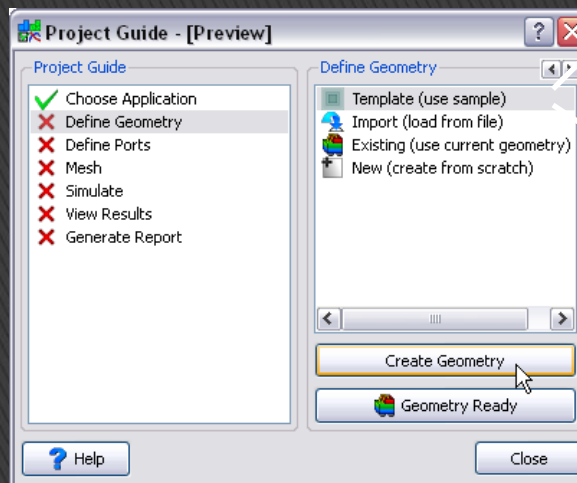 Project Guide - [Preview]
Project Guide
Choose Application
Define Geometry
Define Ports
Mesh
Simulate
View Results
Generate Report
Define Geometry
Template (use sample)
Import (load from file)
Existing (use current geometry)
New (create from scratch)
Create Geometry
Geometry Ready
Help
Close